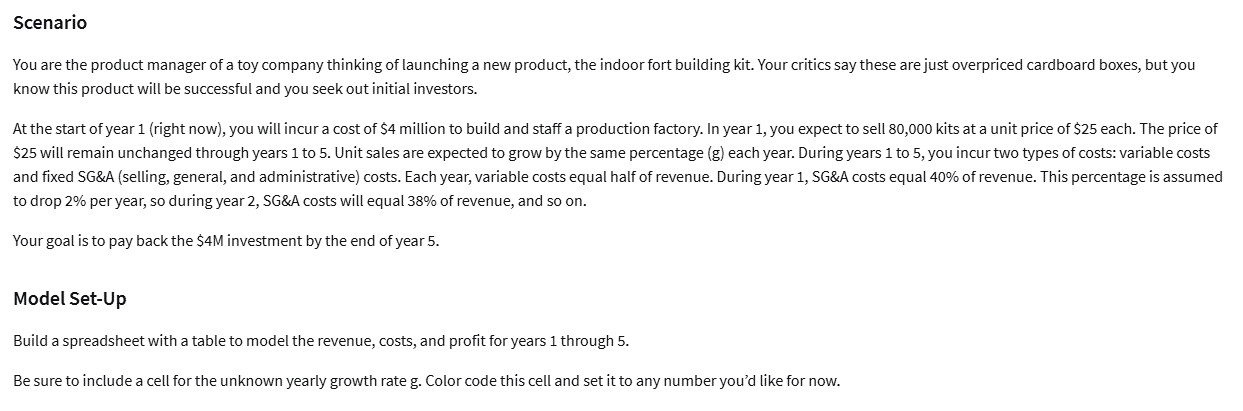 Scenario
You are the product manager of a toy company thinking of launching a new product, the indoor fort building kit. Your critics say these are just overpriced cardboard boxes, but you
know this product will be successful and you seek out initial investors.
At the start of year 1 (right now), you will incur a cost of $4 million to build and staff a production factory. In year 1, you expect to sell 80,000 kits at a unit price of $25 each. The price of
$25 will remain unchanged through years 1 to 5. Unit sales are expected to grow by the same percentage (g) each year. During years 1 to 5, you incur two types of costs: variable costs
and fixed SG&A (selling, general, and administrative) costs. Each year, variable costs equal half of revenue. During year 1, SG&A costs equal 40% of revenue. This percentage is assumed
to drop 2% per year, so during year 2, SG&A costs will equal 38% of revenue, and so on.
Your goal is to pay back the $4M investment by the end of year 5.
Model Set-Up
Build a spreadsheet with a table to model the revenue, costs, and profit for years 1 through 5.
Be sure to include a cell for the unknown yearly growth rate g. Color code this cell and set it to any number you’d like for now.